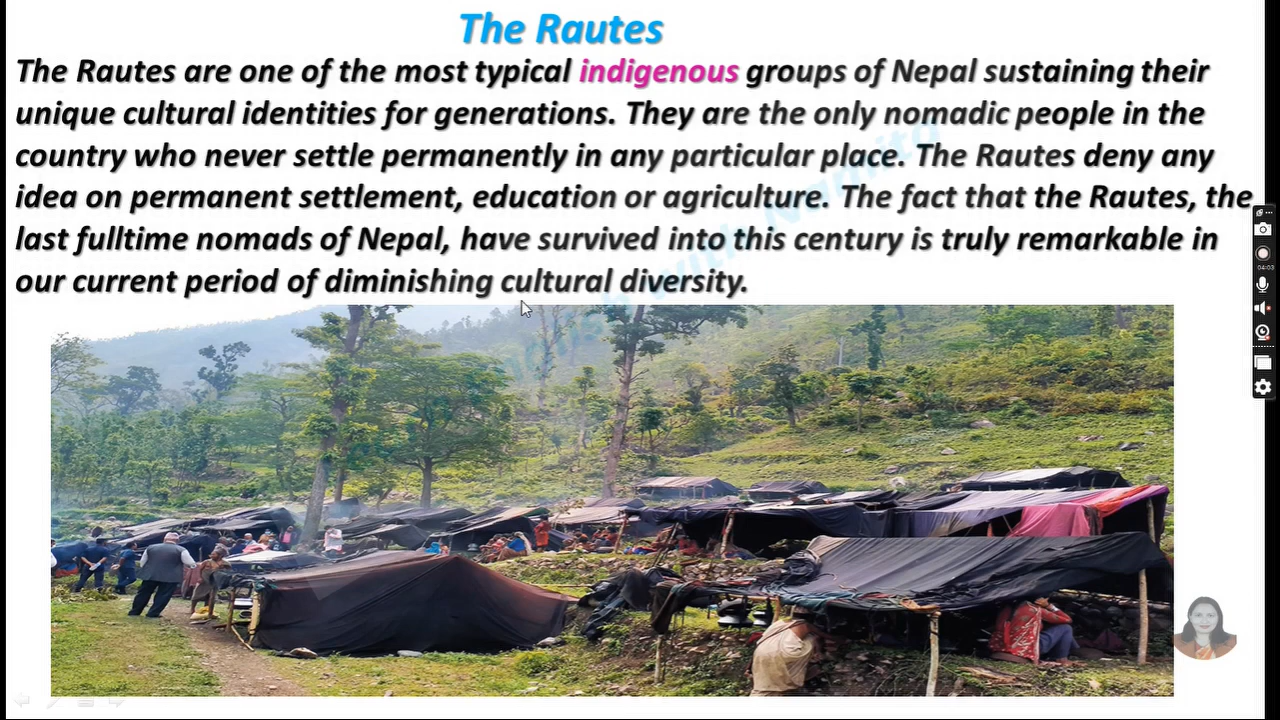 The Rautes
The Rautes are one of the most typical indigenous groups of Nepal sustaining their
unique cultural identities for generations. They are the only nomadic people in the
country who never settle permanently in any particular place. The Rautes deny any
idea on permanent settlement, education or agriculture. The fact that the Rautes, the
last fulltime nomads of Nepal, have survived into this century is truly remarkable in
our current period of diminishing cultural diversity.
with Namita
04:03